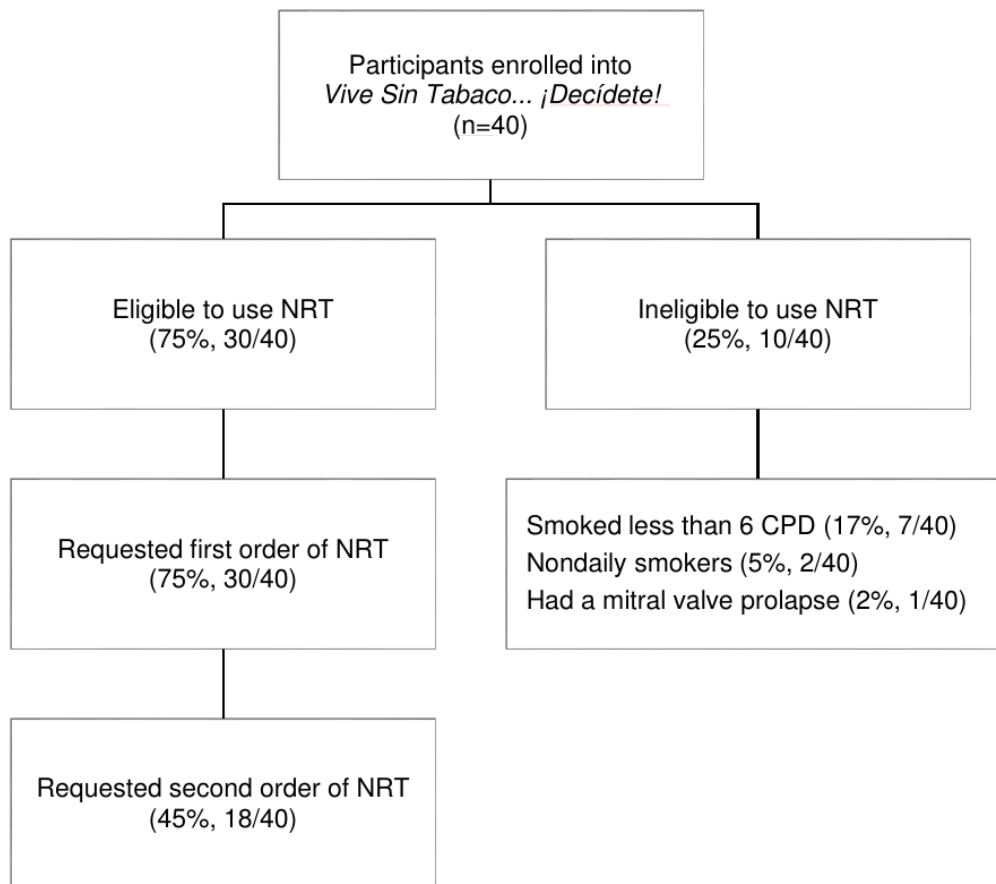 Participants enrolled into
Vive Sin Tabaco... ¡Decídete!
(n=40)
Eligible to use NRT
(75%, 30/40)
Ineligible to use NRT
(25%, 10/40)
Requested first order of NRT
(75%, 30/40)
Smoked less than 6 CPD (17%, 7/40)
Nondaily smokers (5%, 2/40)
Had a mitral valve prolapse (2%, 1/40)
Requested second order of NRT
(45%, 18/40)